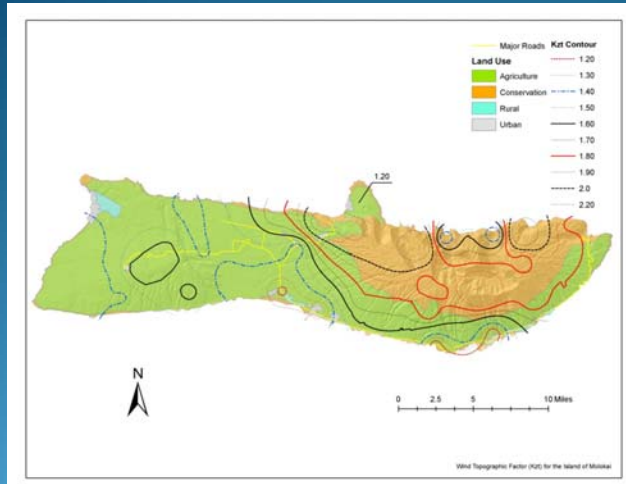 Major Roads
Land Use
Agriculture
Conservation
Rural
Urban
Kzt Contour
1.20
1.30
1.40
1.50
1.60
1.70
1.80
1.90
2.0
2.20
1.20
N
0 2.5 5 10 Miles
Wind Topographic Factor (Kzt) for the Island of Molokai